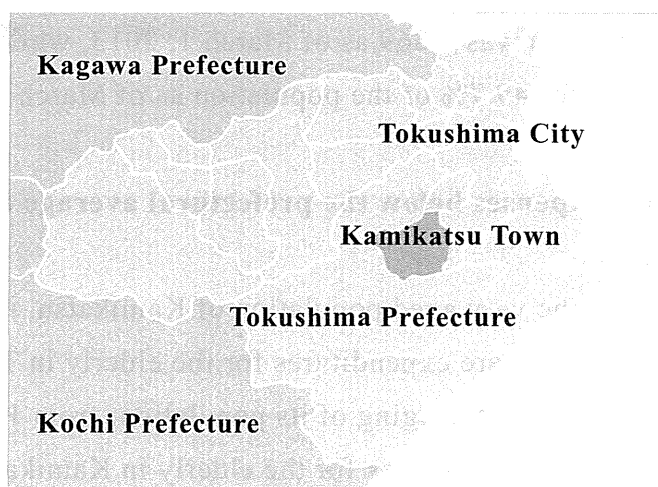 Kagawa Prefecture
Tokushima City
Kamikatsu Town
Tokushima Prefecture
Kochi Prefecture